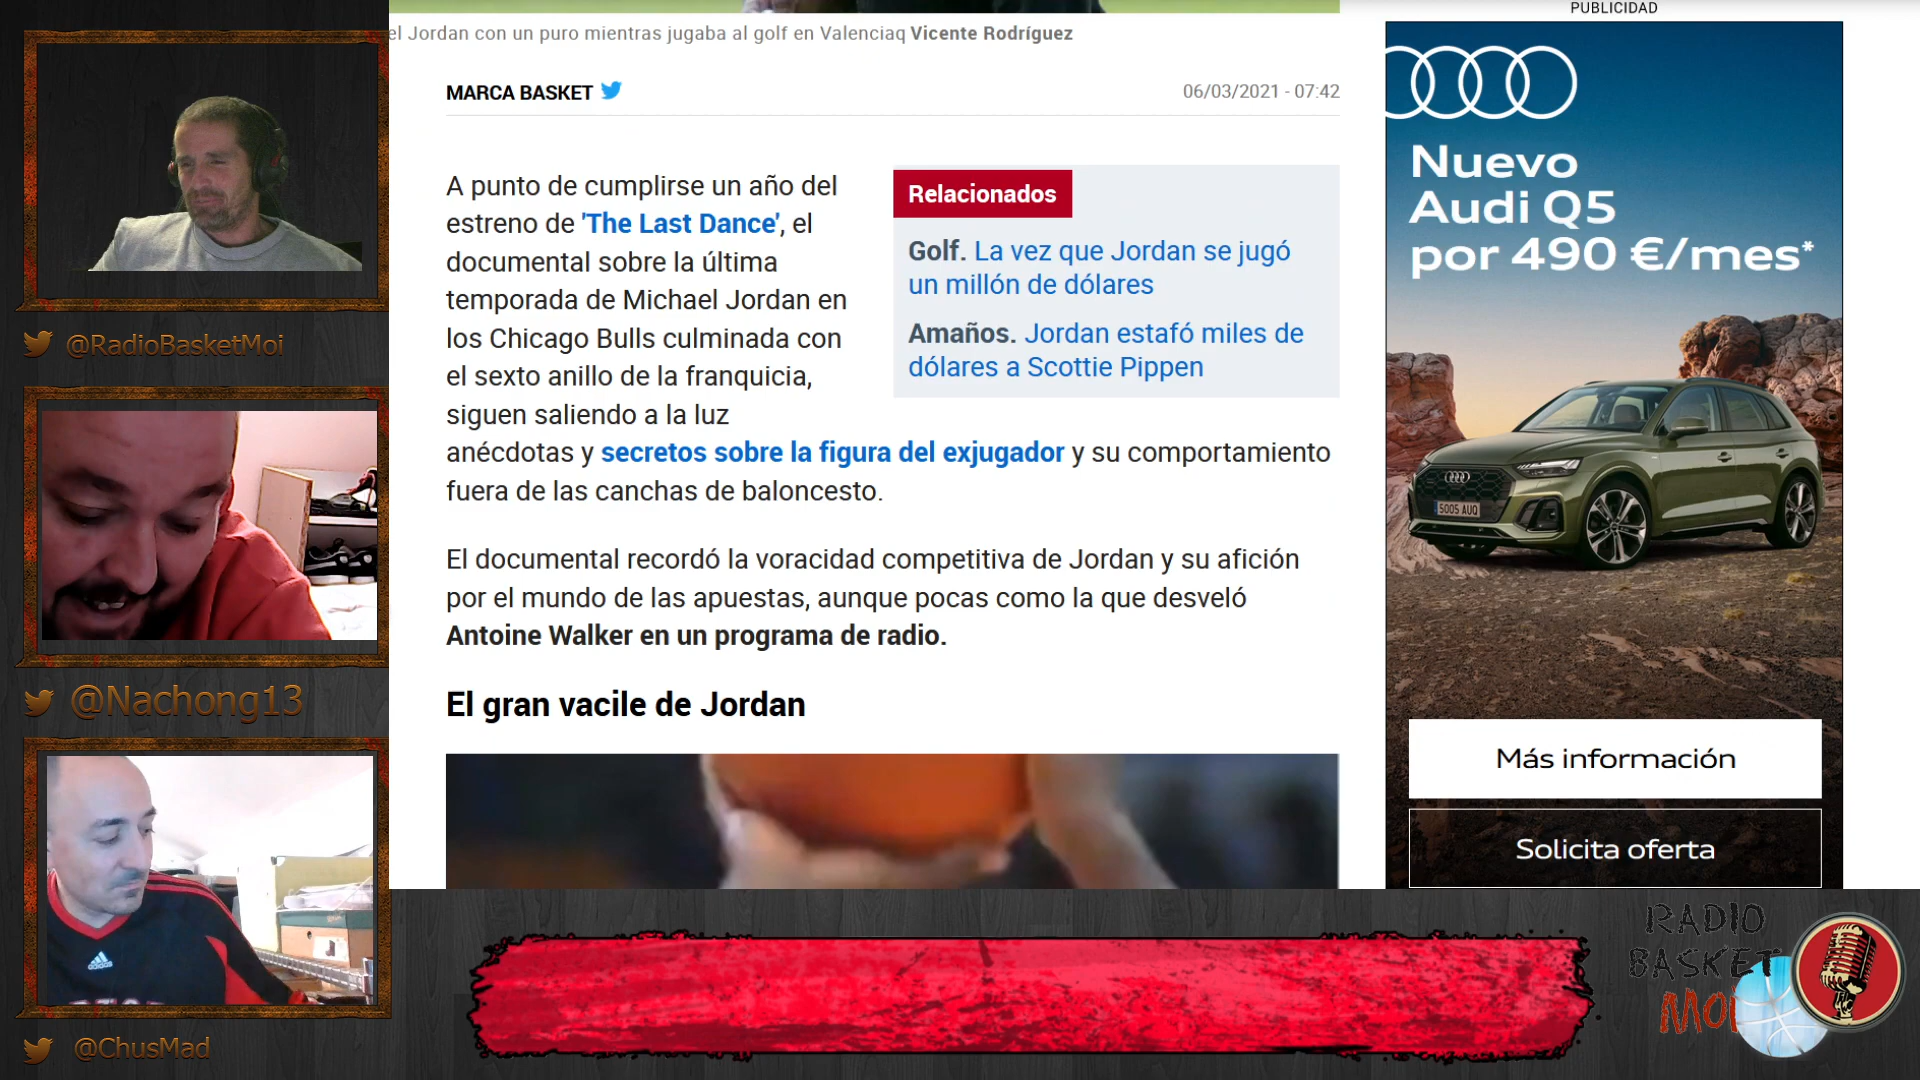 @RadioBasketMoi
@Nachong13
@ChusMad
el Jordan con un puro mientras jugaba al golf en Valenciaq Vicente Rodríguez
MARCA BASKET
06/03/2021 - 07:42
A punto de cumplirse un año del
estreno de 'The Last Dance', el
documental sobre la última
temporada de Michael Jordan en
los Chicago Bulls culminada con
el sexto anillo de la franquicia,
siguen saliendo a la luz
anécdotas y secretos sobre la figura del exjugador y su comportamiento
fuera de las canchas de baloncesto.
Relacionados
Golf. La vez que Jordan se jugó
un millón de dólares
Amaños. Jordan estafó miles de
dólares a Scottie Pippen
El documental recordó la voracidad competitiva de Jordan y su afición
por el mundo de las apuestas, aunque pocas como la que desveló
Antoine Walker en un programa de radio.
El gran vacile de Jordan
PUBLICIDAD
Nuevo
Audi Q5
por 490 €/mes*
5005 AUQ
Más información
Solicita oferta
adidas
RADIO
BASKET
MOI